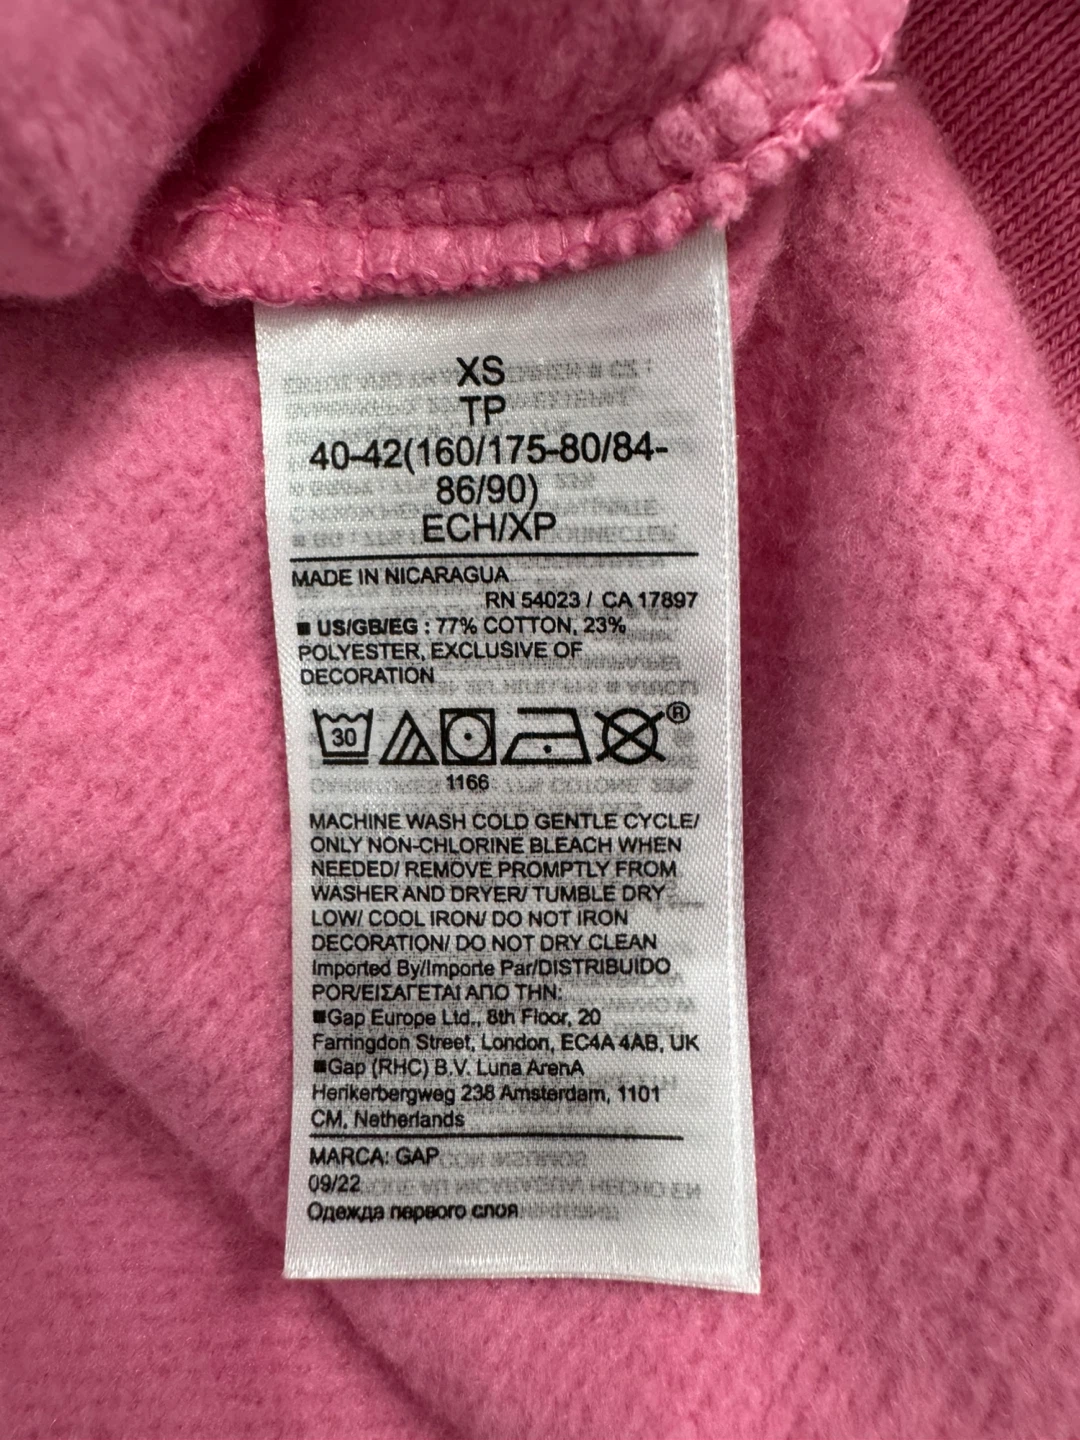 XS
TP
40-42(160/175-80/84-
86/90)
ECH/XP
MADE IN NICARAGUA
RN 54023 / CA 17897
■ US/GB/EG : 77% COTTON, 23%
POLYESTER, EXCLUSIVE OF
DECORATION
30 ®
1166
MACHINE WASH COLD GENTLE CYCLE/
ONLY NON-CHLORINE BLEACH WHEN
NEEDED/ REMOVE PROMPTLY FROM
WASHER AND DRYER/ TUMBLE DRY
LOW/ COOL IRON/ DO NOT IRON
DECORATION/ DO NOT DRY CLEAN
Imported By/Importe Par/DISTRIBUIDO
POR/ΕΙΣΑΓΕΤΑΙ ΑΠΟ ΤΗΝ:
■Gap Europe Ltd., 8th Floor, 20
Farringdon Street, London, EC4A 4AB, UK
■Gap (RHC) B.V. Luna ArenA
Herikerbergweg 238 Amsterdam, 1101
CM, Netherlands
MARCA: GAP
09/22
Одежда первого слоя